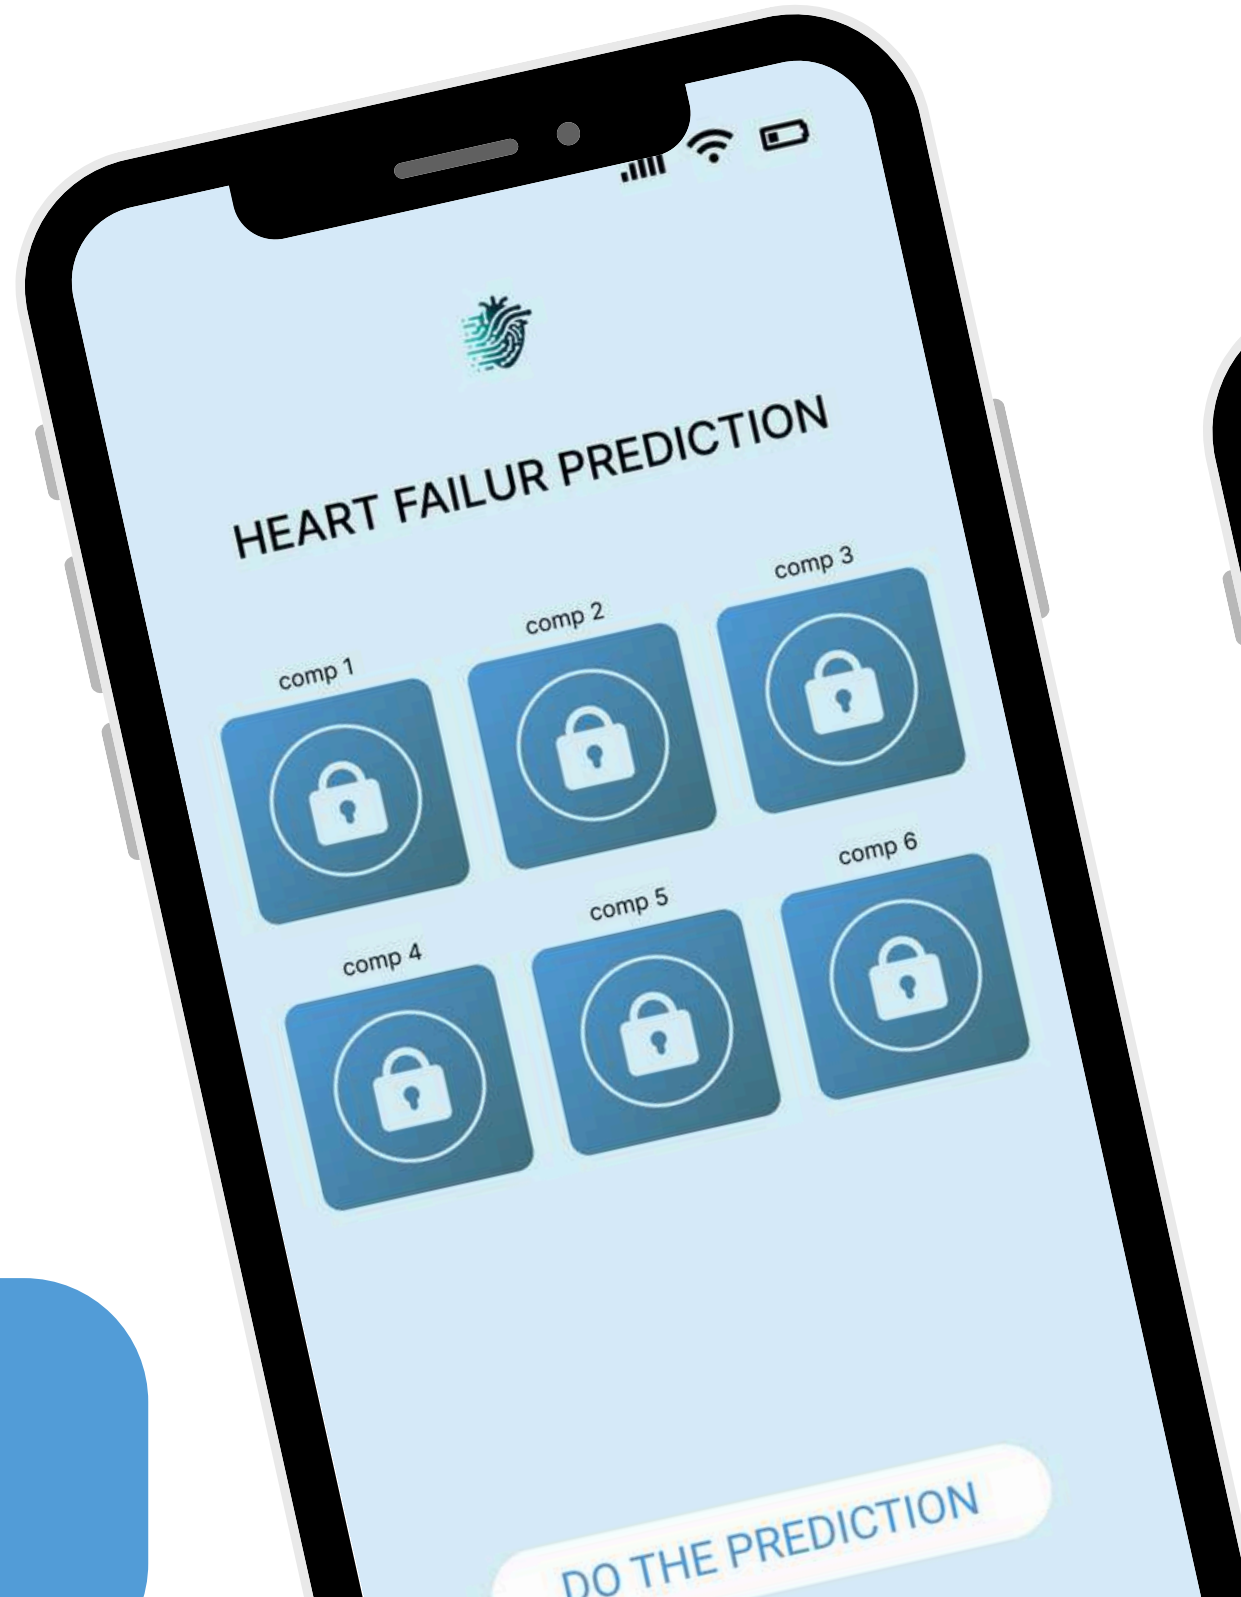 HEART FAILUR PREDICTION
comp 1
comp 2
comp 3
comp 4
comp 5
comp 6
DO THE PREDICTION